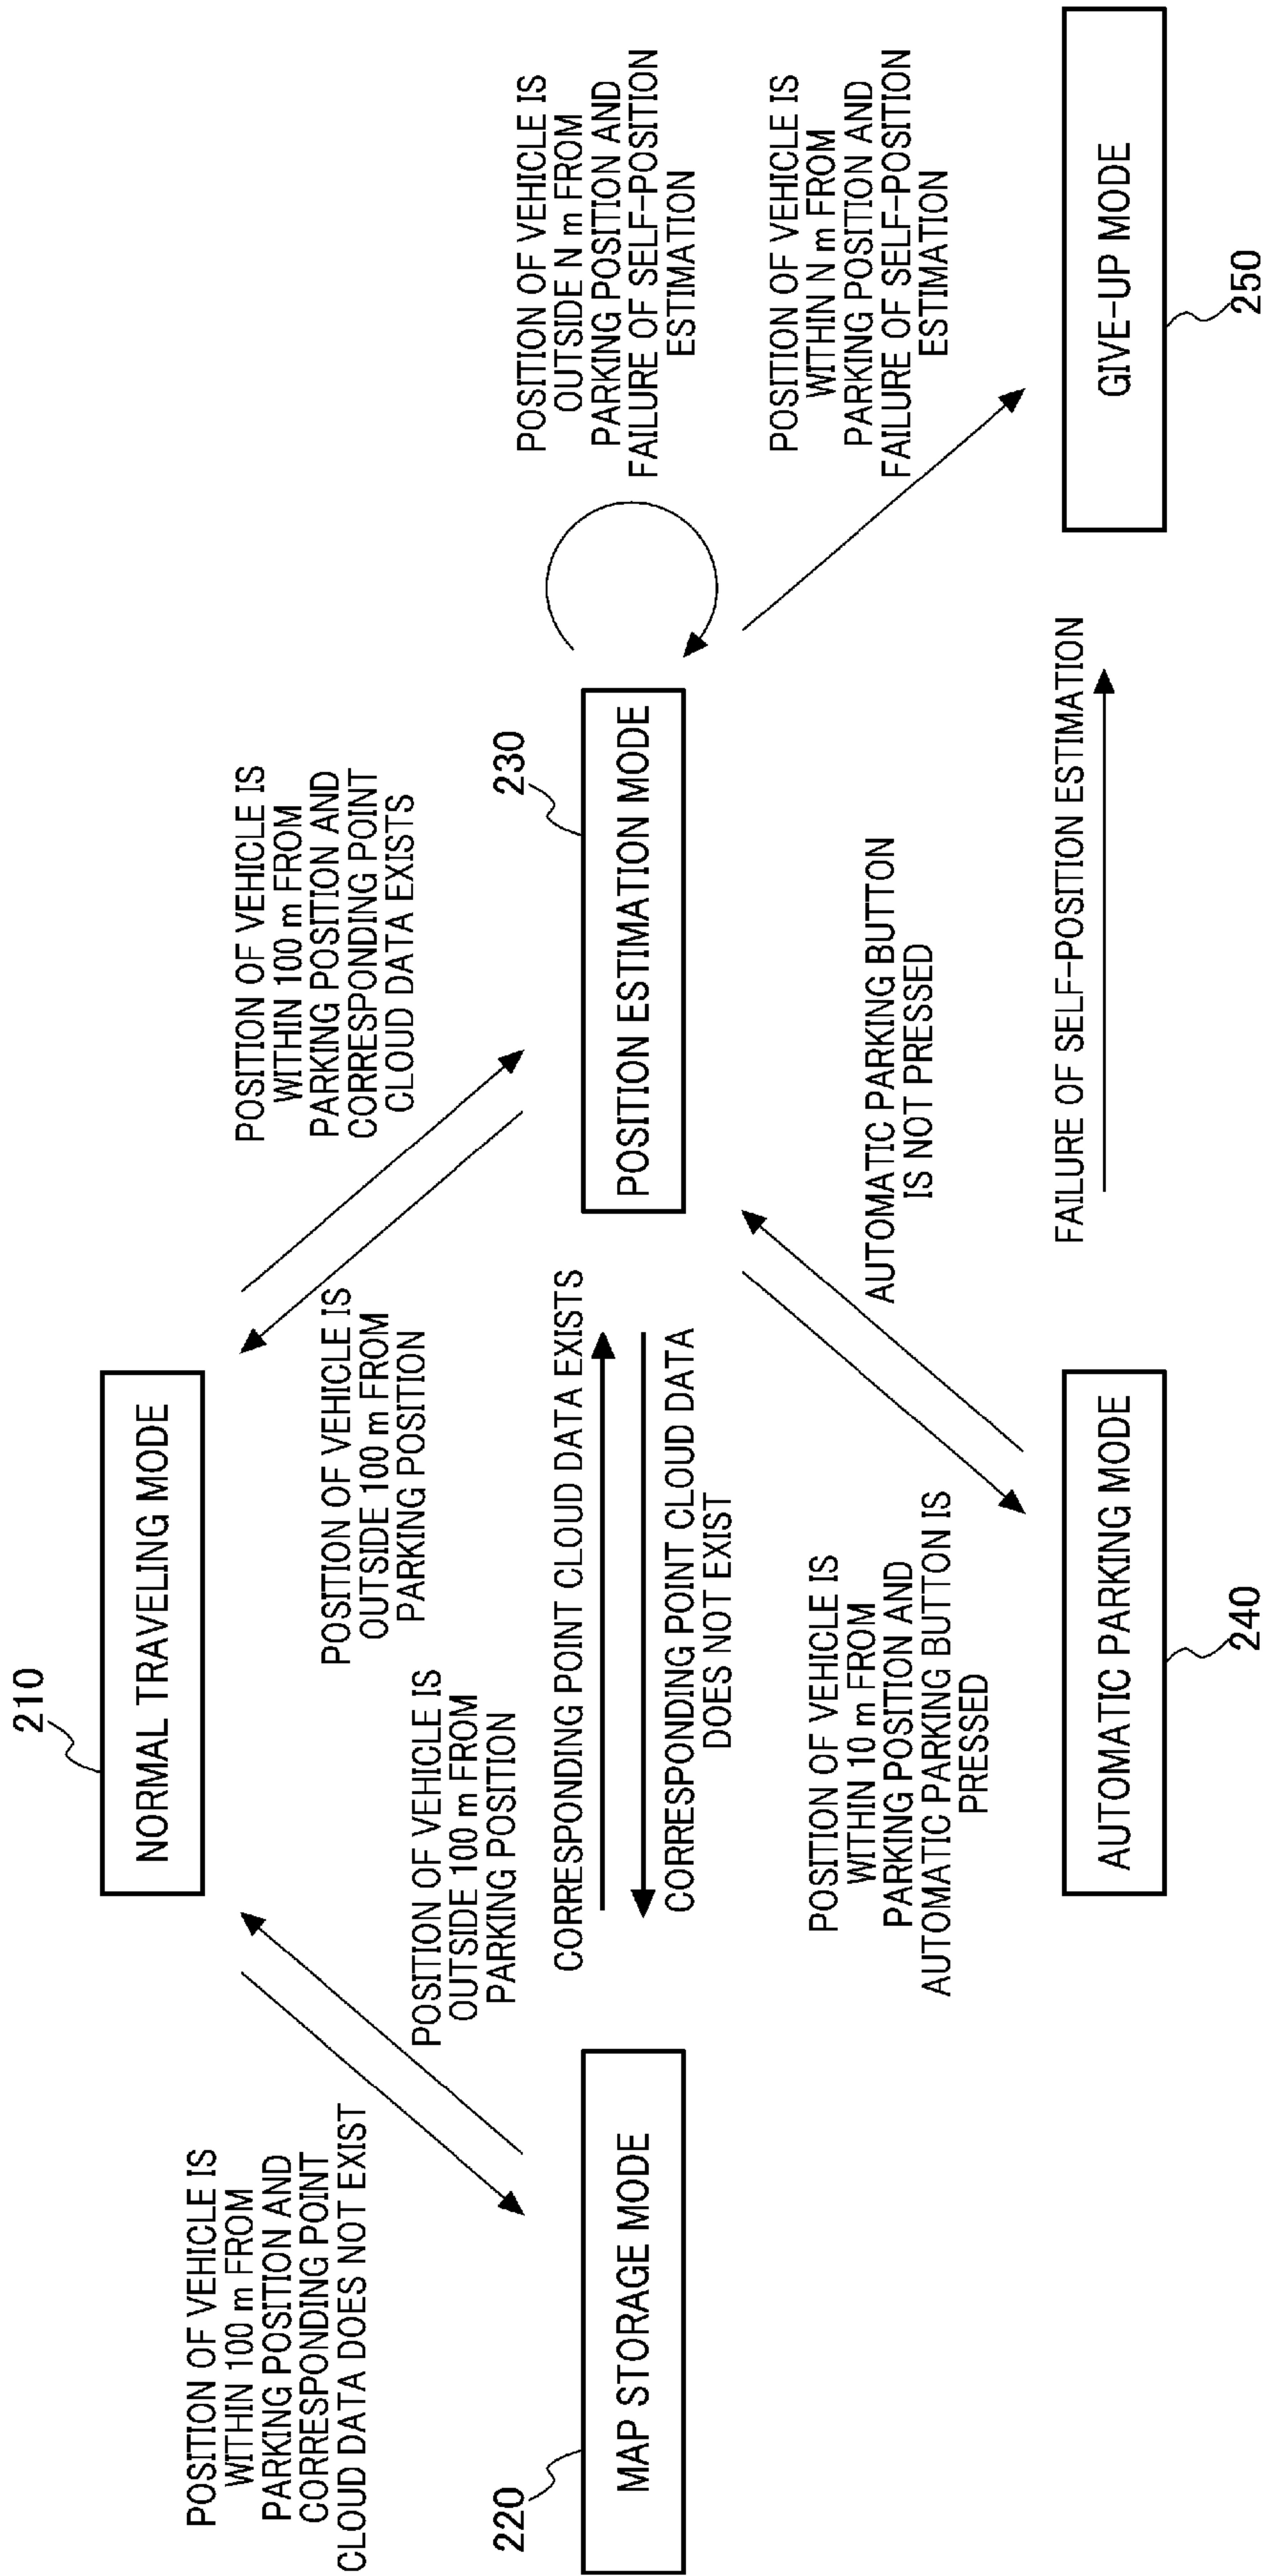 210
NORMAL TRAVELING MODE
POSITION OF VEHICLE IS
WITHIN 100 m FROM
PARKING POSITION AND
CORRESPONDING POINT
CLOUD DATA DOES NOT EXIST
POSITION OF VEHICLE IS
OUTSIDE 100 m FROM
PARKING POSITION
POSITION OF VEHICLE IS
OUTSIDE 100 m FROM
PARKING POSITION
POSITION OF VEHICLE IS
WITHIN 100 m FROM
PARKING POSITION AND
CORRESPONDING POINT
CLOUD DATA EXISTS
220
MAP STORAGE MODE
CORRESPONDING POINT CLOUD DATA EXISTS
CORRESPONDING POINT CLOUD DATA
DOES NOT EXIST
230
POSITION ESTIMATION MODE
POSITION OF VEHICLE IS
OUTSIDE N m FROM
PARKING POSITION AND
FAILURE OF SELF-POSITION
ESTIMATION
POSITION OF VEHICLE IS
WITHIN 10 m FROM
PARKING POSITION AND
AUTOMATIC PARKING BUTTON IS
PRESSED
AUTOMATIC PARKING BUTTON
IS NOT PRESSED
POSITION OF VEHICLE IS
WITHIN N m FROM
PARKING POSITION AND
FAILURE OF SELF-POSITION
ESTIMATION
AUTOMATIC PARKING MODE
240
FAILURE OF SELF-POSITION ESTIMATION
GIVE-UP MODE
250